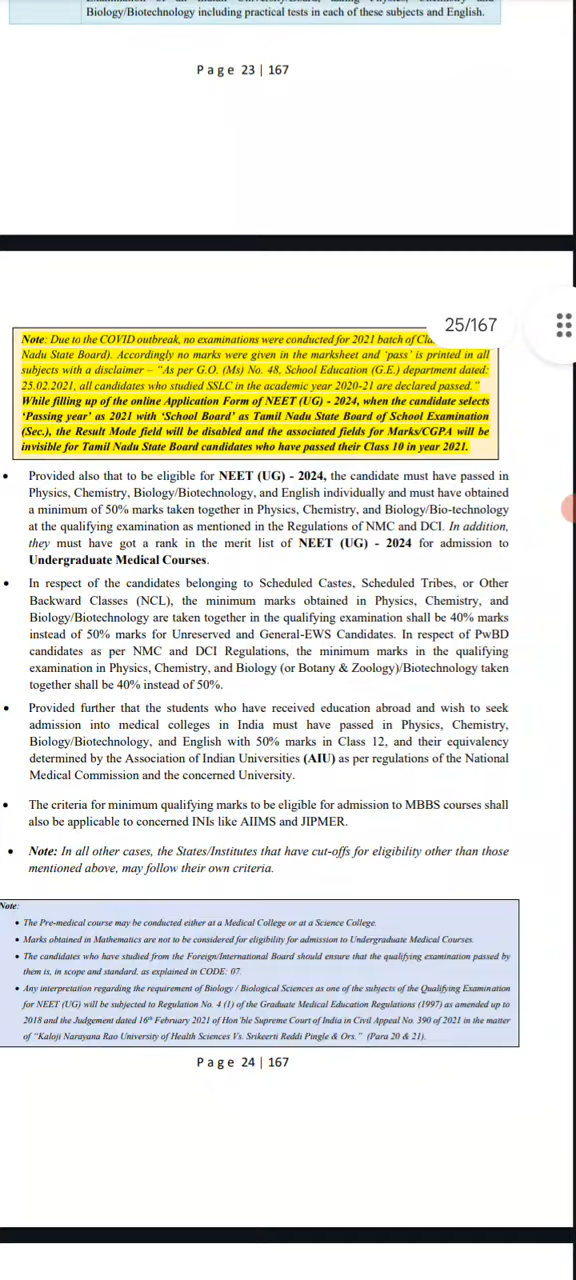 Biology/Biotechnology including practical tests in each of these subjects and English.
Page 23 | 167
25/167
Note: Due to the COVID outbreak, no examinations were conducted for 2021 batch of
Nadu State Board). Accordingly no marks were given in the marksheet and ‘pass’ is printed in all
subjects with a disclaimer – “As per G.O. (Ms) No. 48, School Education (G.E.) department dated:
25.02.2021, all candidates who studied SSLC in the academic year 2020-21 are declared passed.”
While filling up of the online Application Form of NEET (UG) - 2024, when the candidate selects
‘Passing year’ as 2021 with ‘School Board’ as Tamil Nadu State Board of School Examination
(Sec.), the Result Mode field will be disabled and the associated fields for Marks/CGPA will be
invisible for Tamil Nadu State Board candidates who have passed their Class 10 in year 2021.
• Provided also that to be eligible for NEET (UG) - 2024, the candidate must have passed in
Physics, Chemistry, Biology/Biotechnology, and English individually and must have obtained
a minimum of 50% marks taken together in Physics, Chemistry, and Biology/Bio-technology
at the qualifying examination as mentioned in the Regulations of NMC and DCI. In addition,
they must have got a rank in the merit list of NEET (UG) - 2024 for admission to
Undergraduate Medical Courses.
• In respect of the candidates belonging to Scheduled Castes, Scheduled Tribes, or Other
Backward Classes (NCL), the minimum marks obtained in Physics, Chemistry, and
Biology/Biotechnology are taken together in the qualifying examination shall be 40% marks
instead of 50% marks for Unreserved and General-EWS Candidates. In respect of PwBD
candidates as per NMC and DCI Regulations, the minimum marks in the qualifying
examination in Physics, Chemistry, and Biology (or Botany & Zoology)/Biotechnology taken
together shall be 40% instead of 50%.
• Provided further that the students who have received education abroad and wish to seek
admission into medical colleges in India must have passed in Physics, Chemistry,
Biology/Biotechnology, and English with 50% marks in Class 12, and their equivalency
determined by the Association of Indian Universities (AIU) as per regulations of the National
Medical Commission and the concerned University.
• The criteria for minimum qualifying marks to be eligible for admission to MBBS courses shall
also be applicable to concerned INIs like AIIMS and JIPMER.
• Note: In all other cases, the States/Institutes that have cut-offs for eligibility other than those
mentioned above, may follow their own criteria.
Note:
• The Pre-medical course may be conducted either at a Medical College or at a Science College.
• Marks obtained in Mathematics are not to be considered for eligibility for admission to Undergraduate Medical Courses.
• The candidates who have studied from the Foreign/International Board should ensure that the qualifying examination passed by
them is, in scope and standard, as explained in CODE: 07.
• Any interpretation regarding the requirement of Biology / Biological Sciences as one of the subjects of the Qualifying Examination
for NEET (UG) will be subjected to Regulation No. 4 (1) of the Graduate Medical Education Regulations (1997) as amended up to
2018 and the Judgement dated 16th February 2021 of Hon’ble Supreme Court of India in Civil Appeal No. 390 of 2021 in the matter
of “Kaloji Narayana Rao University of Health Sciences Vs. Srikeerti Reddi Pingle & Ors.” (Para 20 & 21).
Page 24 | 167